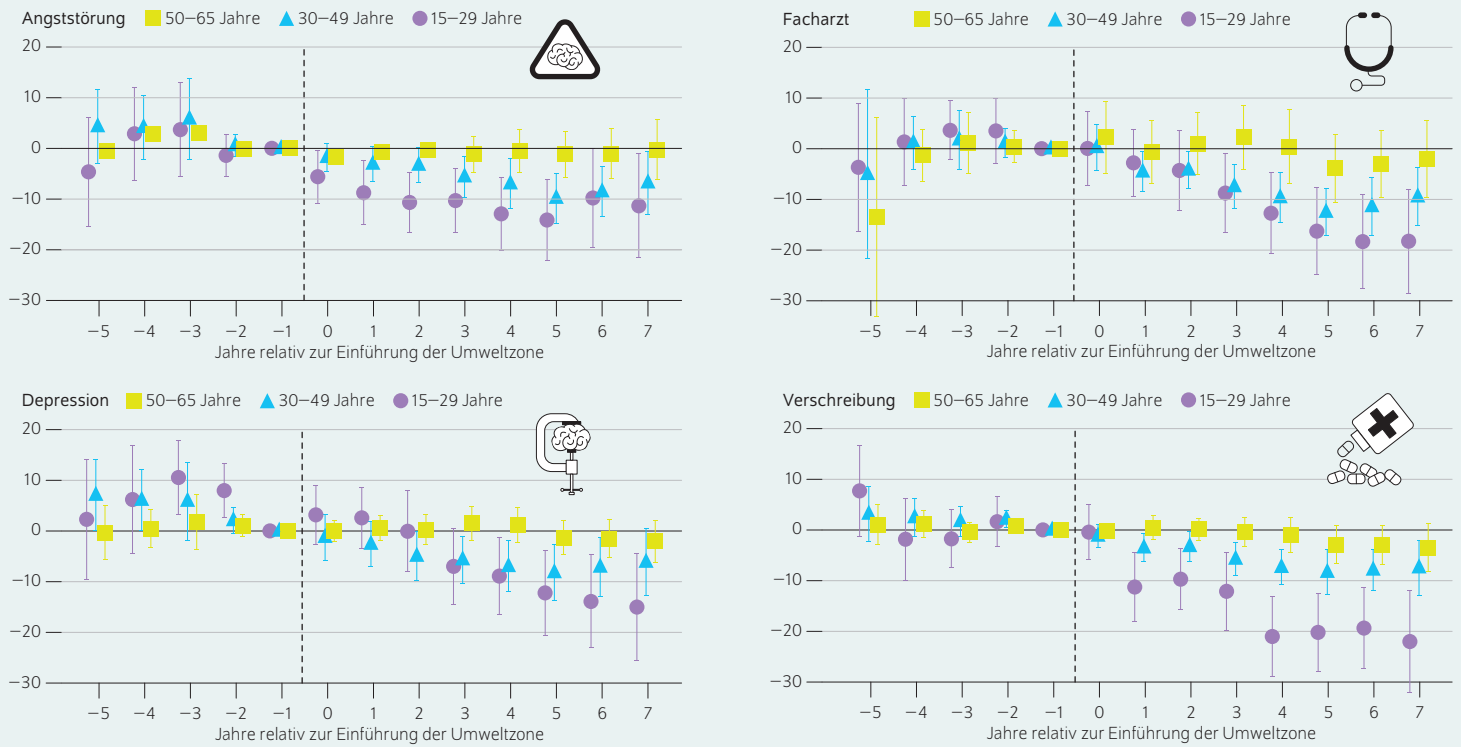 Angststörung 50–65 Jahre 30–49 Jahre 15–29 Jahre
20
10
0
−10
−20
−30
−5 −4 −3 −2 −1 0 1 2 3 4 5 6 7
Jahre relativ zur Einführung der Umweltzone
Facharzt 50–65 Jahre 30–49 Jahre 15–29 Jahre
20
10
0
−10
−20
−30
−5 −4 −3 −2 −1 0 1 2 3 4 5 6 7
Jahre relativ zur Einführung der Umweltzone
Depression 50–65 Jahre 30–49 Jahre 15–29 Jahre
20
10
0
−10
−20
−30
−5 −4 −3 −2 −1 0 1 2 3 4 5 6 7
Jahre relativ zur Einführung der Umweltzone
Verschreibung 50–65 Jahre 30–49 Jahre 15–29 Jahre
20
10
0
−10
−20
−30
−5 −4 −3 −2 −1 0 1 2 3 4 5 6 7
Jahre relativ zur Einführung der Umweltzone